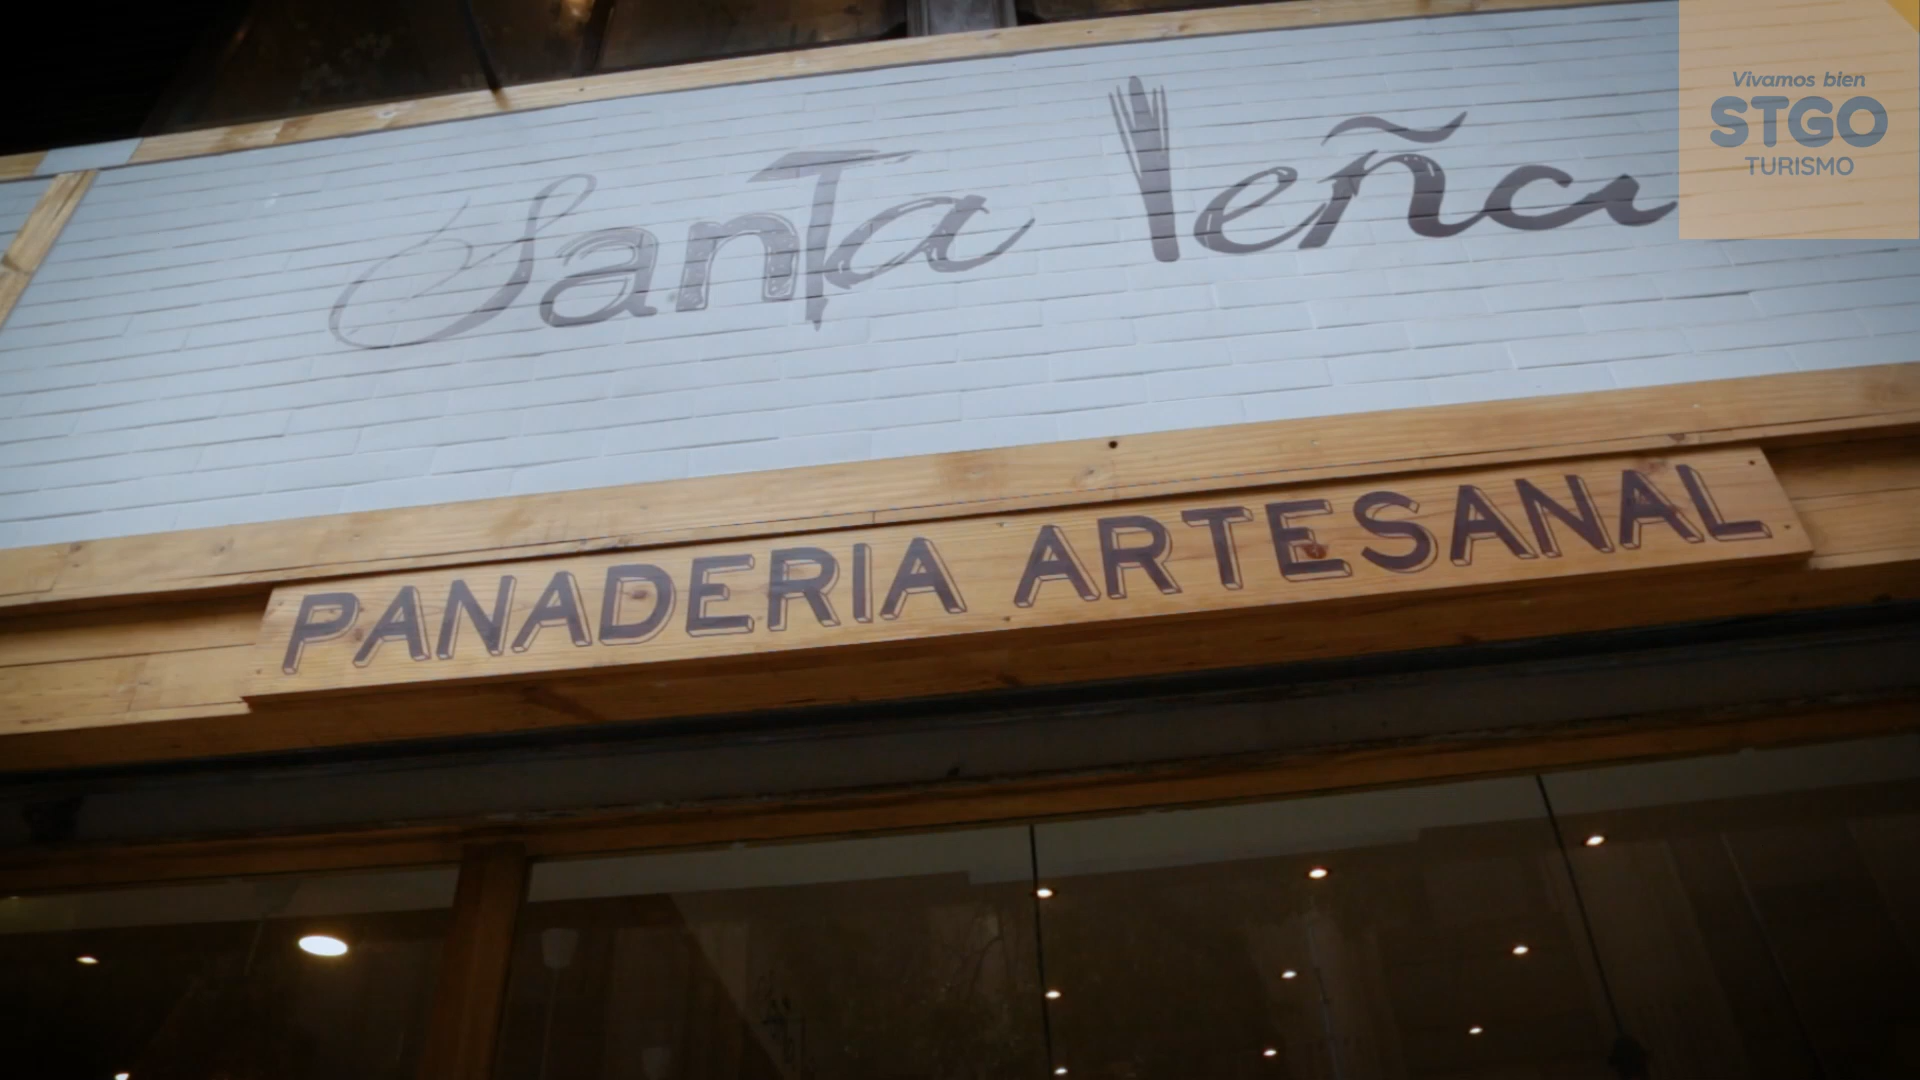 Santa leña
PANADERIA ARTESANAL
Vivamos bien
STGO
TURISMO